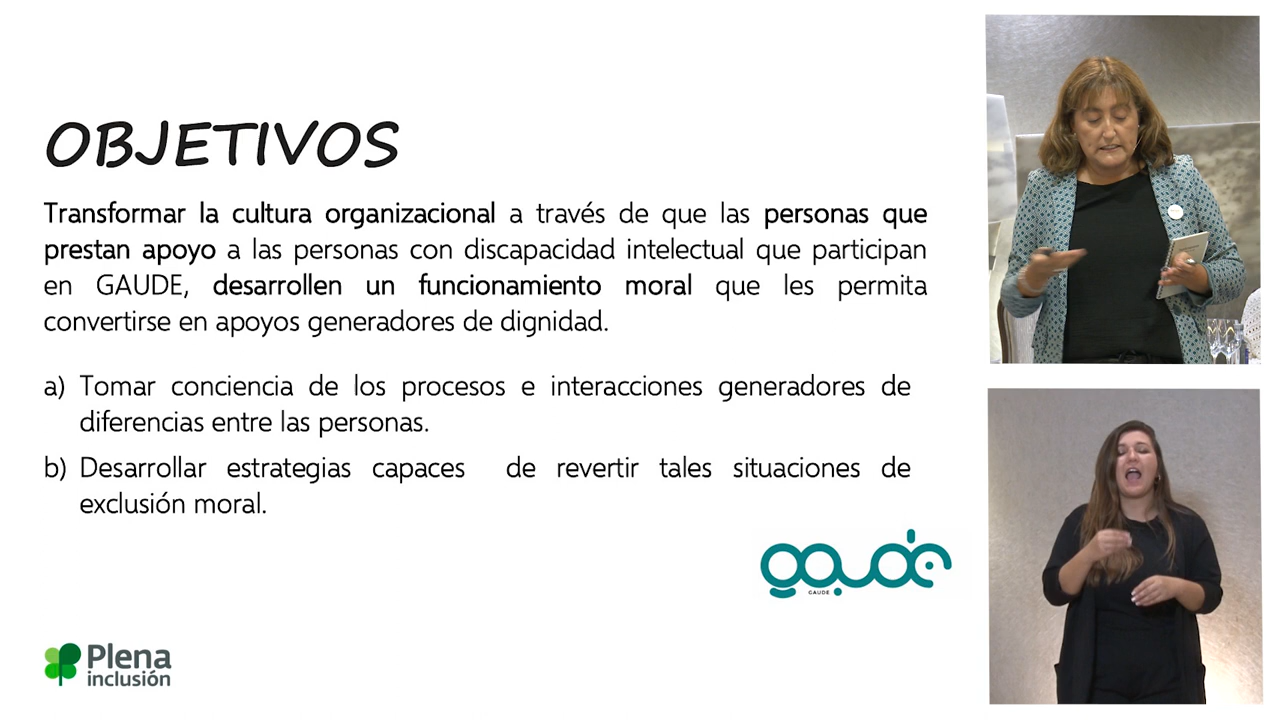 OBJETIVOS
Transformar la cultura organizacional a través de que las personas que
prestan apoyo a las personas con discapacidad intelectual que participan
en GAUDE, desarrollen un funcionamiento moral que les permita
convertirse en apoyos generadores de dignidad.
a) Tomar conciencia de los procesos e interacciones generadores de
diferencias entre las personas.
b) Desarrollar estrategias capaces de revertir tales situaciones de
exclusión moral.
gaude
GAUDE
Plena
inclusión